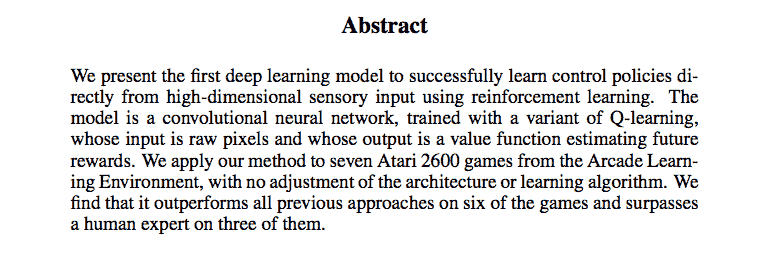 Abstract
We present the first deep learning model to successfully learn control policies di-
rectly from high-dimensional sensory input using reinforcement learning. The
model is a convolutional neural network, trained with a variant of Q-learning,
whose input is raw pixels and whose output is a value function estimating future
rewards. We apply our method to seven Atari 2600 games from the Arcade Learn-
ing Environment, with no adjustment of the architecture or learning algorithm. We
find that it outperforms all previous approaches on six of the games and surpasses
a human expert on three of them.